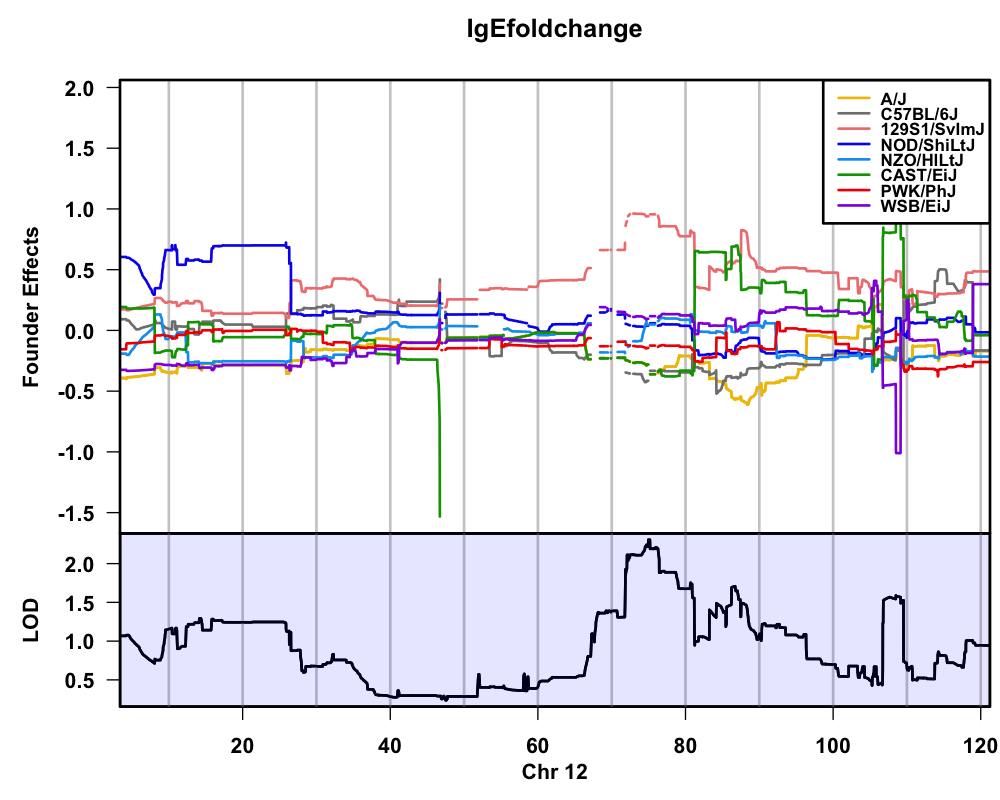 IgEfoldchange
Founder Effects
2.0
1.5
1.0
0.5
0.0
-0.5
-1.0
-1.5
A/J
C57BL/6J
129S1/SvImJ
NOD/ShiLtJ
NZO/HlLtJ
CAST/EiJ
PWK/PhJ
WSB/EiJ
LOD
2.0
1.5
1.0
0.5
20 40 60 80 100 120
Chr 12